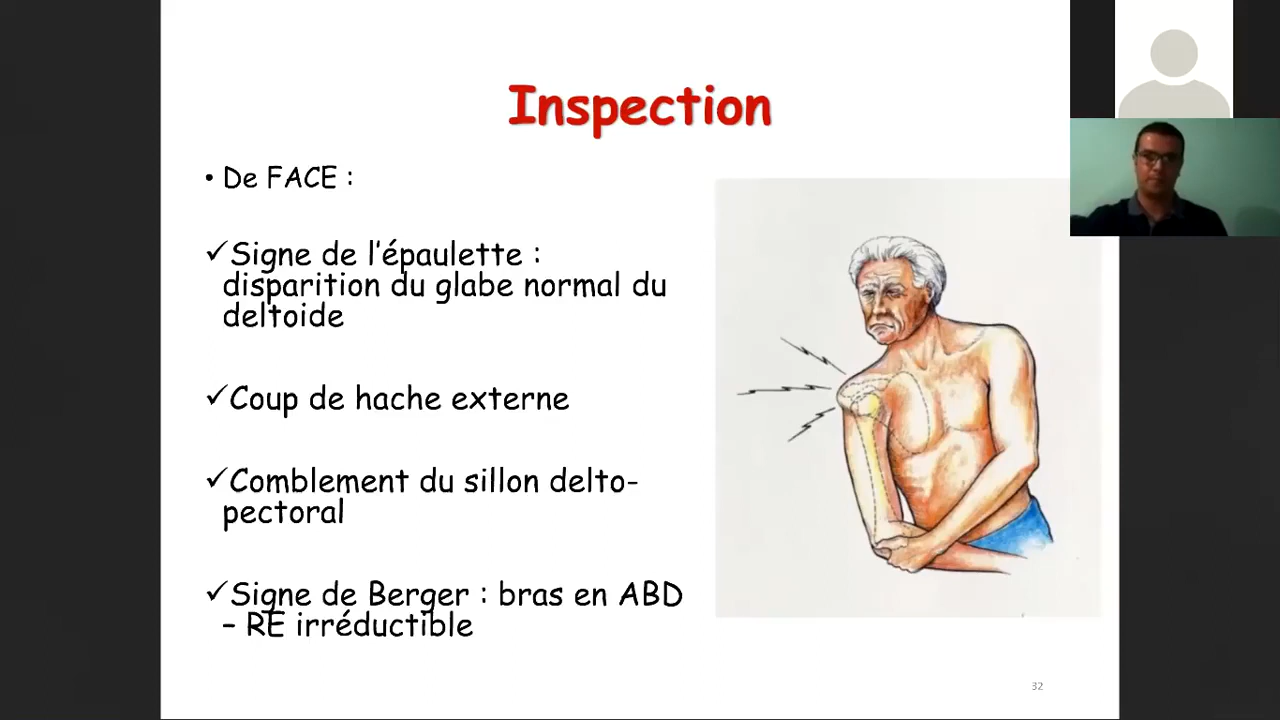 Inspection
• De FACE :
✓Signe de l'épaulette :
disparition du glabe normal du
deltoide
✓Coup de hache externe
✓Comblement du sillon delto-
pectoral
✓Signe de Berger : bras en ABD
– RE irréductible
32